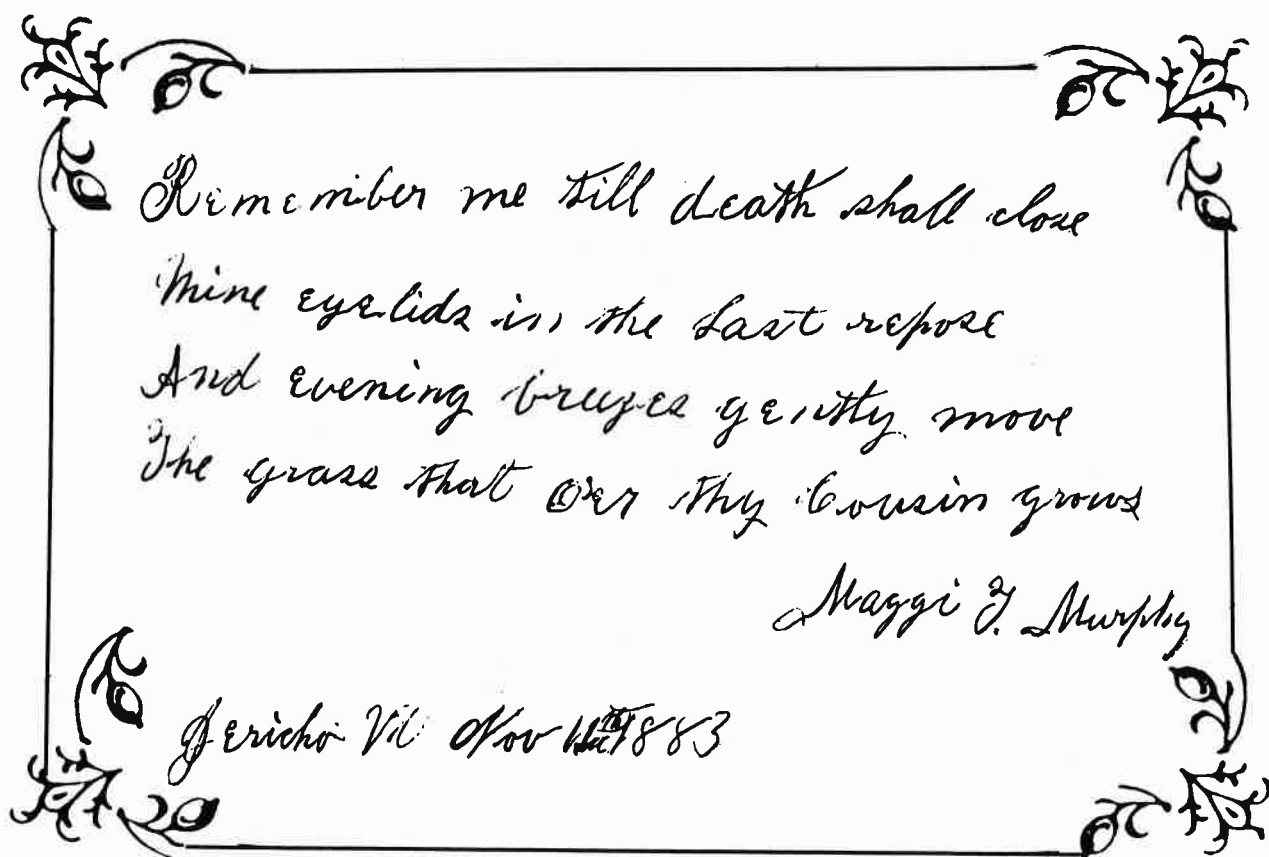 Remember me till death shall close
Mine eyelids in the last repose
And evening breezes gently move
The grass that o'er thy Cousin grows
Maggi F. Murphy
Jericho Vt Nov 1883